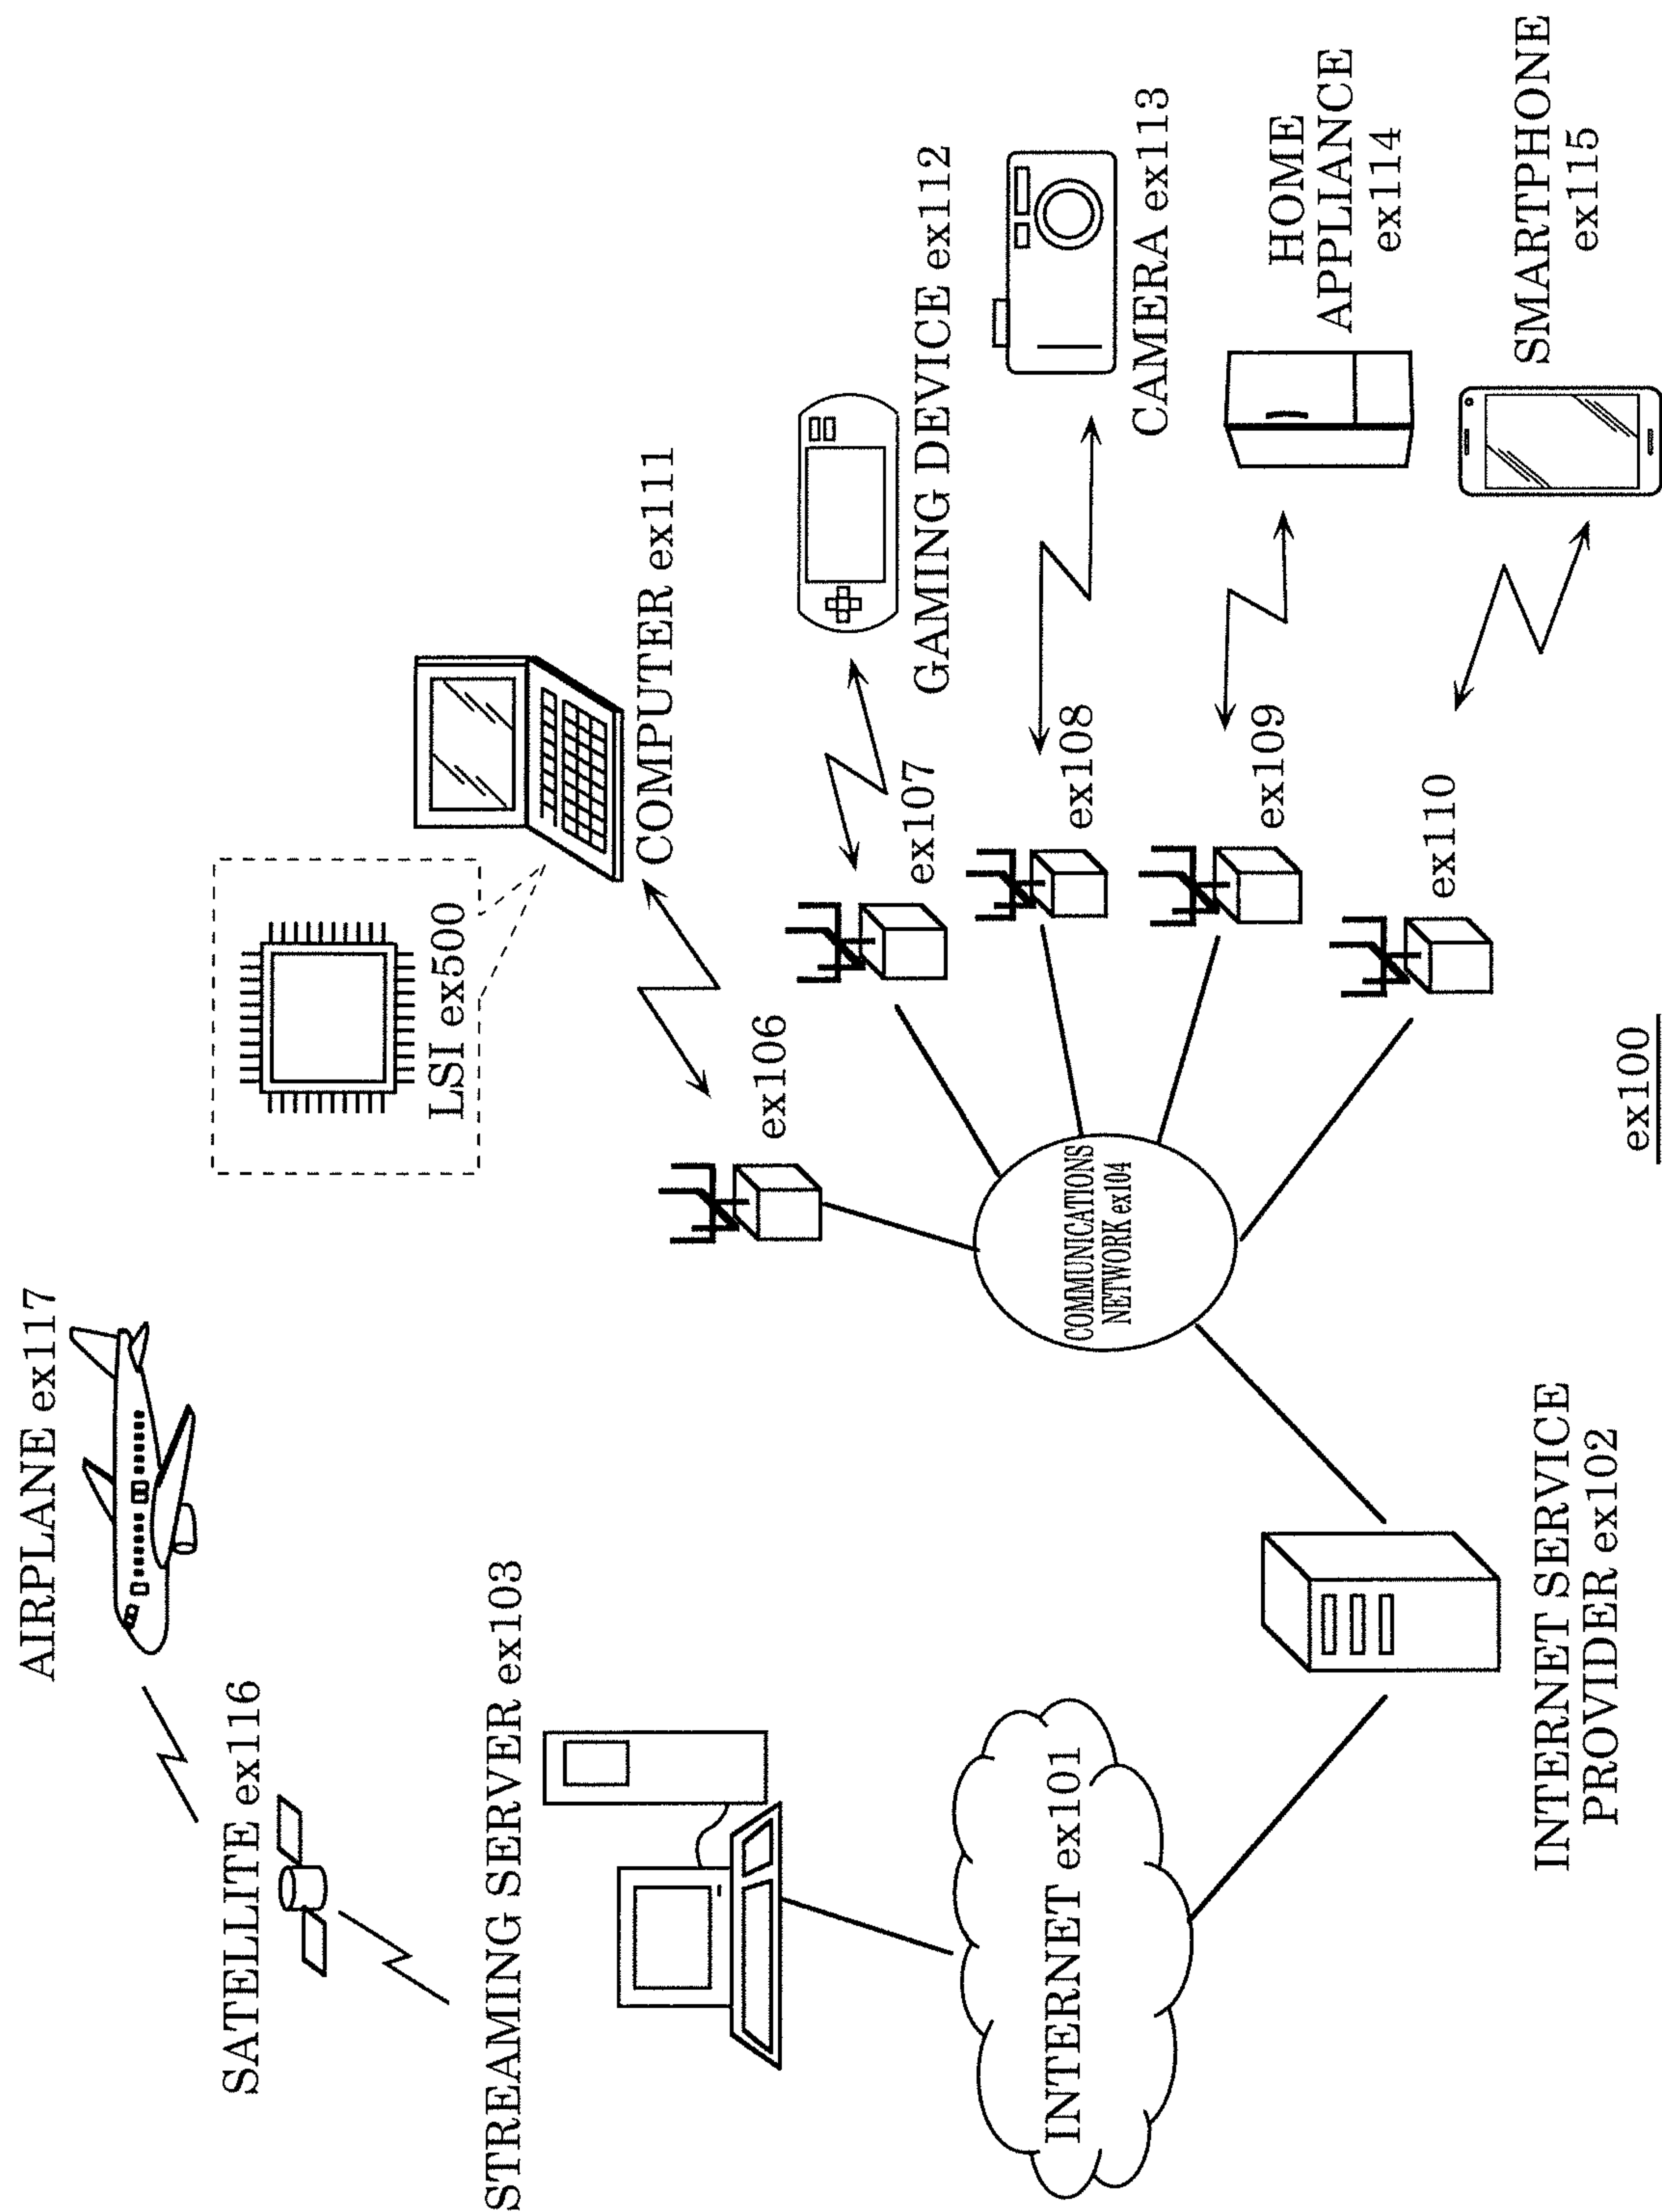 AIRPLANE ex117
SATELLITE ex116
LSI ex500
STREAMING SERVER ex103
COMPUTER ex111
ex106
ex107
GAMING DEVICE ex112
INTERNET ex101
COMMUNICATIONS
NETWORK ex104
ex108
CAMERA ex113
ex109
HOME
APPLIANCE
ex114
ex110
INTERNET SERVICE
PROVIDER ex102
SMARTPHONE
ex115
ex100